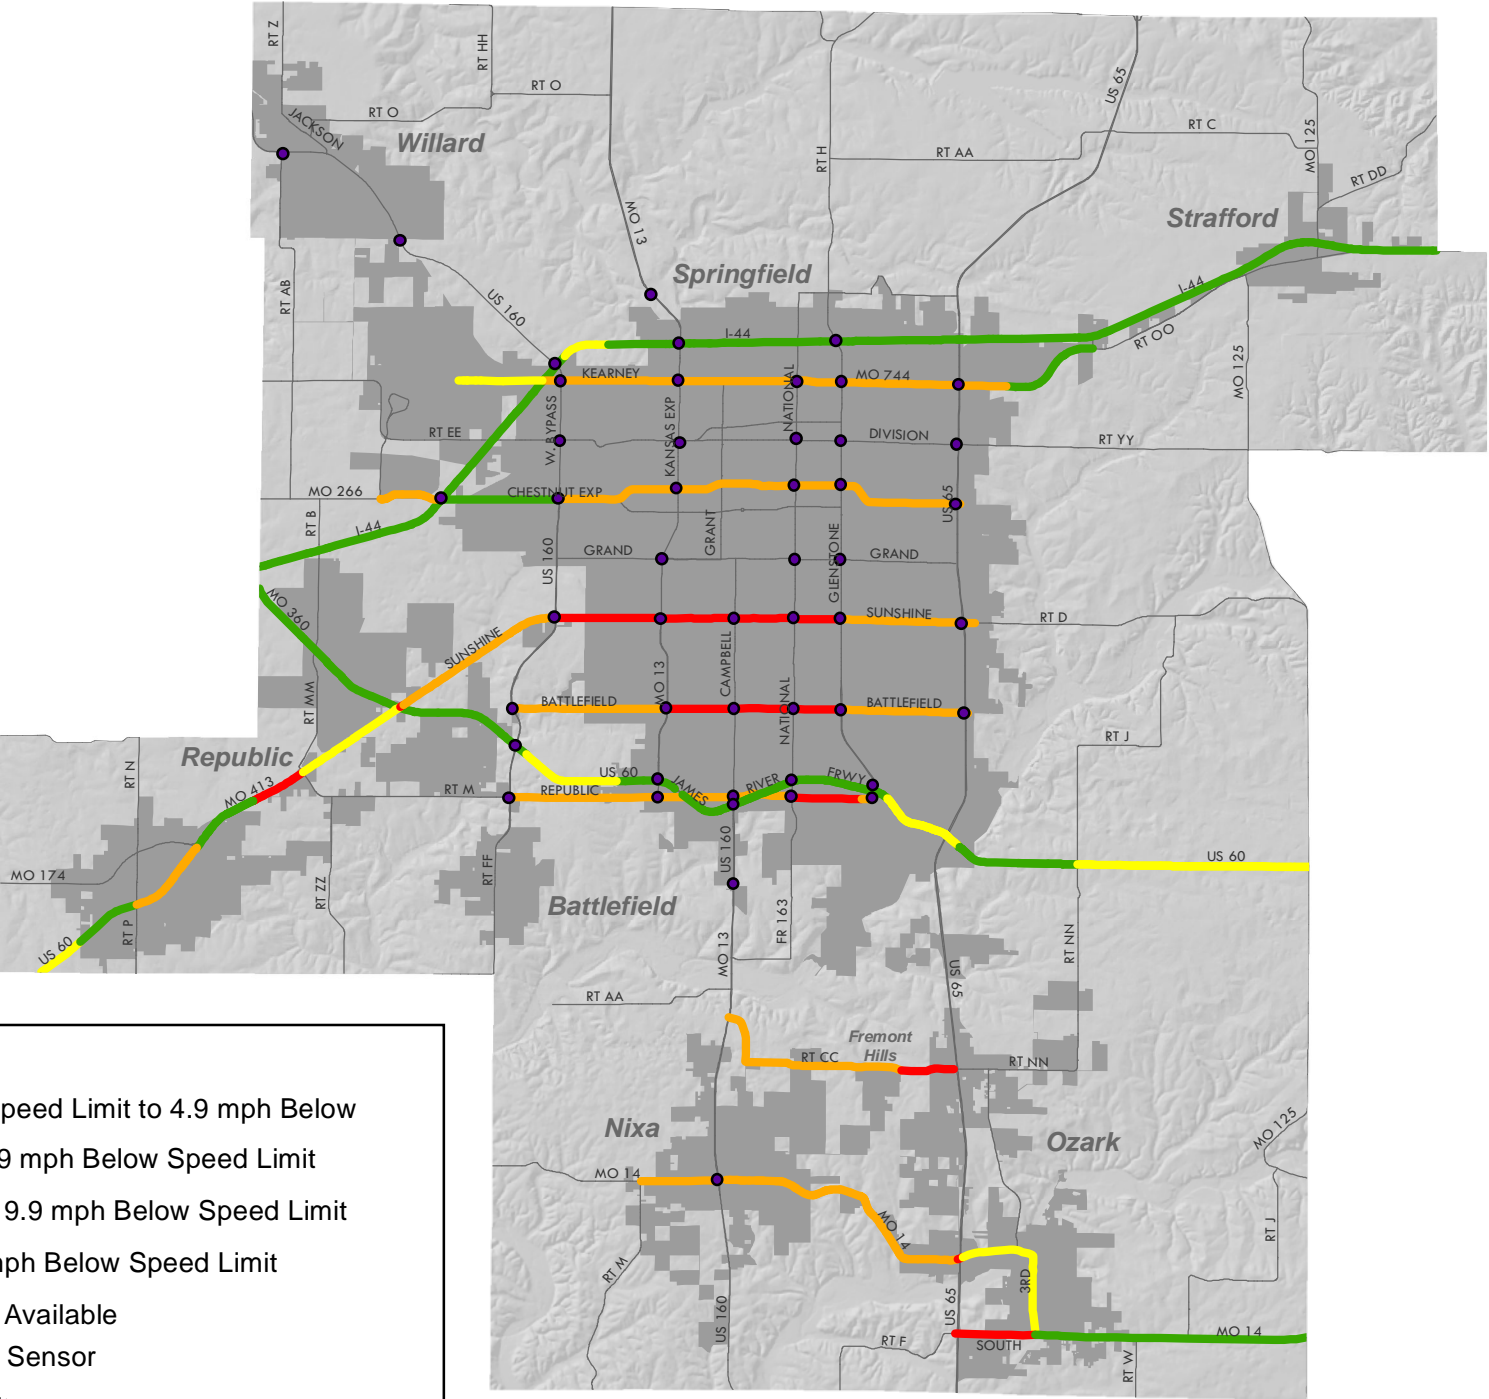 RT Z
RT HH
RT O
RT O
JACKSON
Willard
RT H
US 65
RT C
RT AA
MO 125
RT DD
Strafford
MO 13
Springfield
RT AB
US 160
I-44
I-44
RT OO
MO 125
KEARNEY
MO 744
NATIONAL
W. BYPASS
KANSAS EXP
RT EE
DIVISION
RT YY
MO 266
CHESTNUT EXP
US 65
RT B
I-44
GRANT
US 160
GRAND
GLENSTONE
GRAND
MO 360
SUNSHINE
RT D
SUNSHINE
CAMPBELL
MO 13
BATTLEFIELD
NATIONAL
BATTLEFIELD
RT MM
RT J
Republic
RT N
MO 413
US 60
JAMES
RIVER
FRWY
RT M
REPUBLIC
US 160
US 60
MO 174
RT FF
RT ZZ
Battlefield
RT P
US 60
FR 163
MO 13
RT NN
US 65
RT AA
Fremont
Hills
RT CC
RT NN
Nixa
Ozark
MO 125
MO 14
MO 14
RT J
RT M
3RD
US 160
US 65
SOUTH
RT F
MO 14
RT W
peed Limit to 4.9 mph Below
9 mph Below Speed Limit
9.9 mph Below Speed Limit
mph Below Speed Limit
Available
Sensor